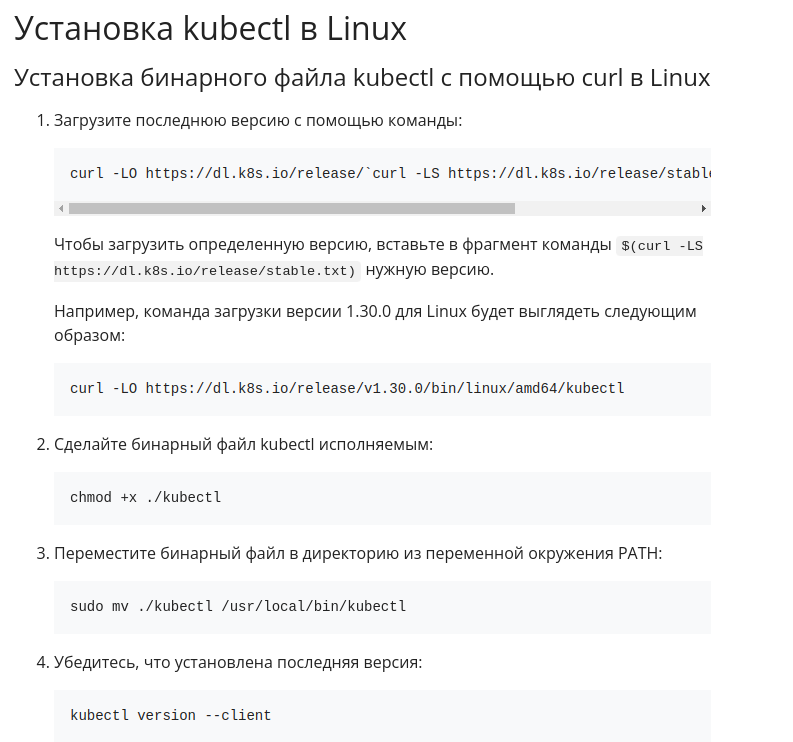 Установка kubectl в Linux
Установка бинарного файла kubectl с помощью curl в Linux
1. Загрузите последнюю версию с помощью команды:
curl -LO https://dl.k8s.io/release/`curl -LS https://dl.k8s.io/release/stable
Чтобы загрузить определенную версию, вставьте в фрагмент команды $(curl -LS
https://dl.k8s.io/release/stable.txt) нужную версию.
Например, команда загрузки версии 1.30.0 для Linux будет выглядеть следующим
образом:
curl -LO https://dl.k8s.io/release/v1.30.0/bin/linux/amd64/kubectl
2. Сделайте бинарный файл kubectl исполняемым:
chmod +x ./kubectl
3. Переместите бинарный файл в директорию из переменной окружения PATH:
sudo mv ./kubectl /usr/local/bin/kubectl
4. Убедитесь, что установлена последняя версия:
kubectl version --client